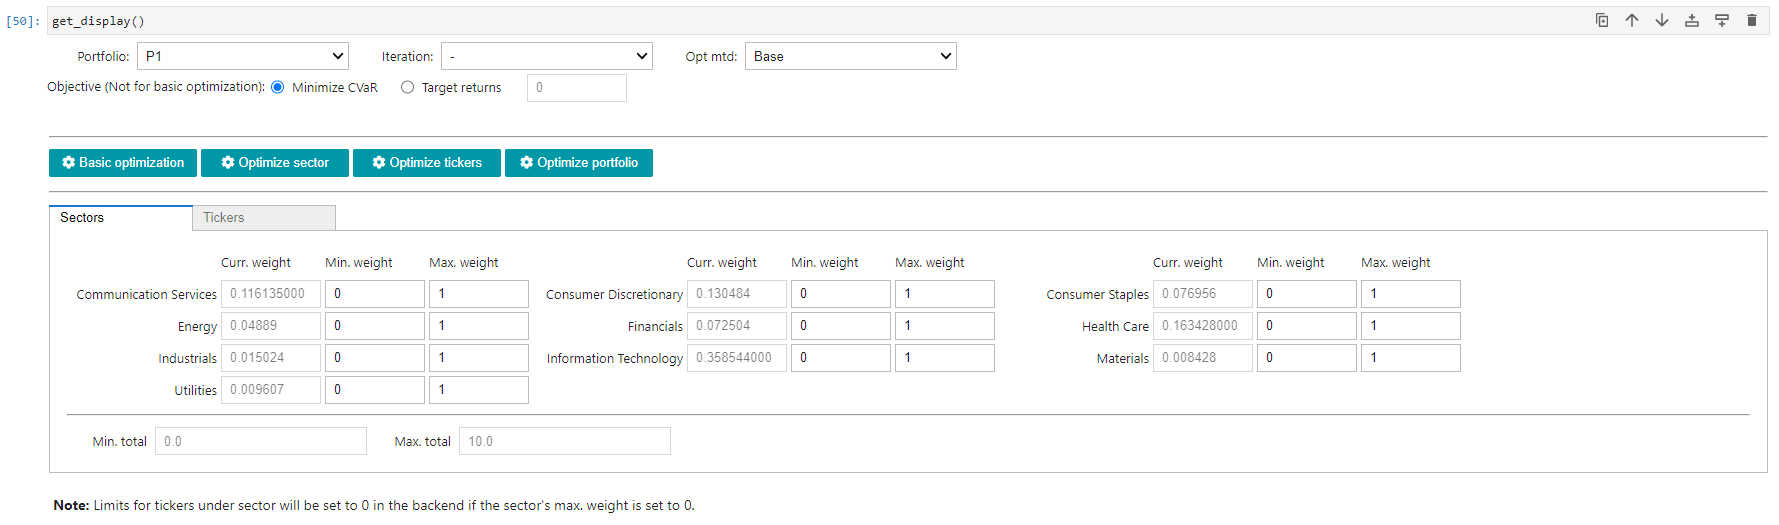 [50]: get_display()
Portfolio: P1 Iteration: - Opt mtd: Base
Objective (Not for basic optimization): Minimize CVaR Target returns 0
Basic optimization Optimize sector Optimize tickers Optimize portfolio
Sectors Tickers
Curr. weight Min. weight Max. weight Curr. weight Min. weight Max. weight Curr. weight Min. weight Max. weight
Communication Services 0.116135000 0 1 Consumer Discretionary 0.130484 0 1 Consumer Staples 0.076956 0 1
Energy 0.04889 0 1 Financials 0.072504 0 1 Health Care 0.163428000 0 1
Industrials 0.015024 0 1 Information Technology 0.358544000 0 1 Materials 0.008428 0 1
Utilities 0.009607 0 1
Min. total 0.0 Max. total 10.0
Note: Limits for tickers under sector will be set to 0 in the backend if the sector's max. weight is set to 0.